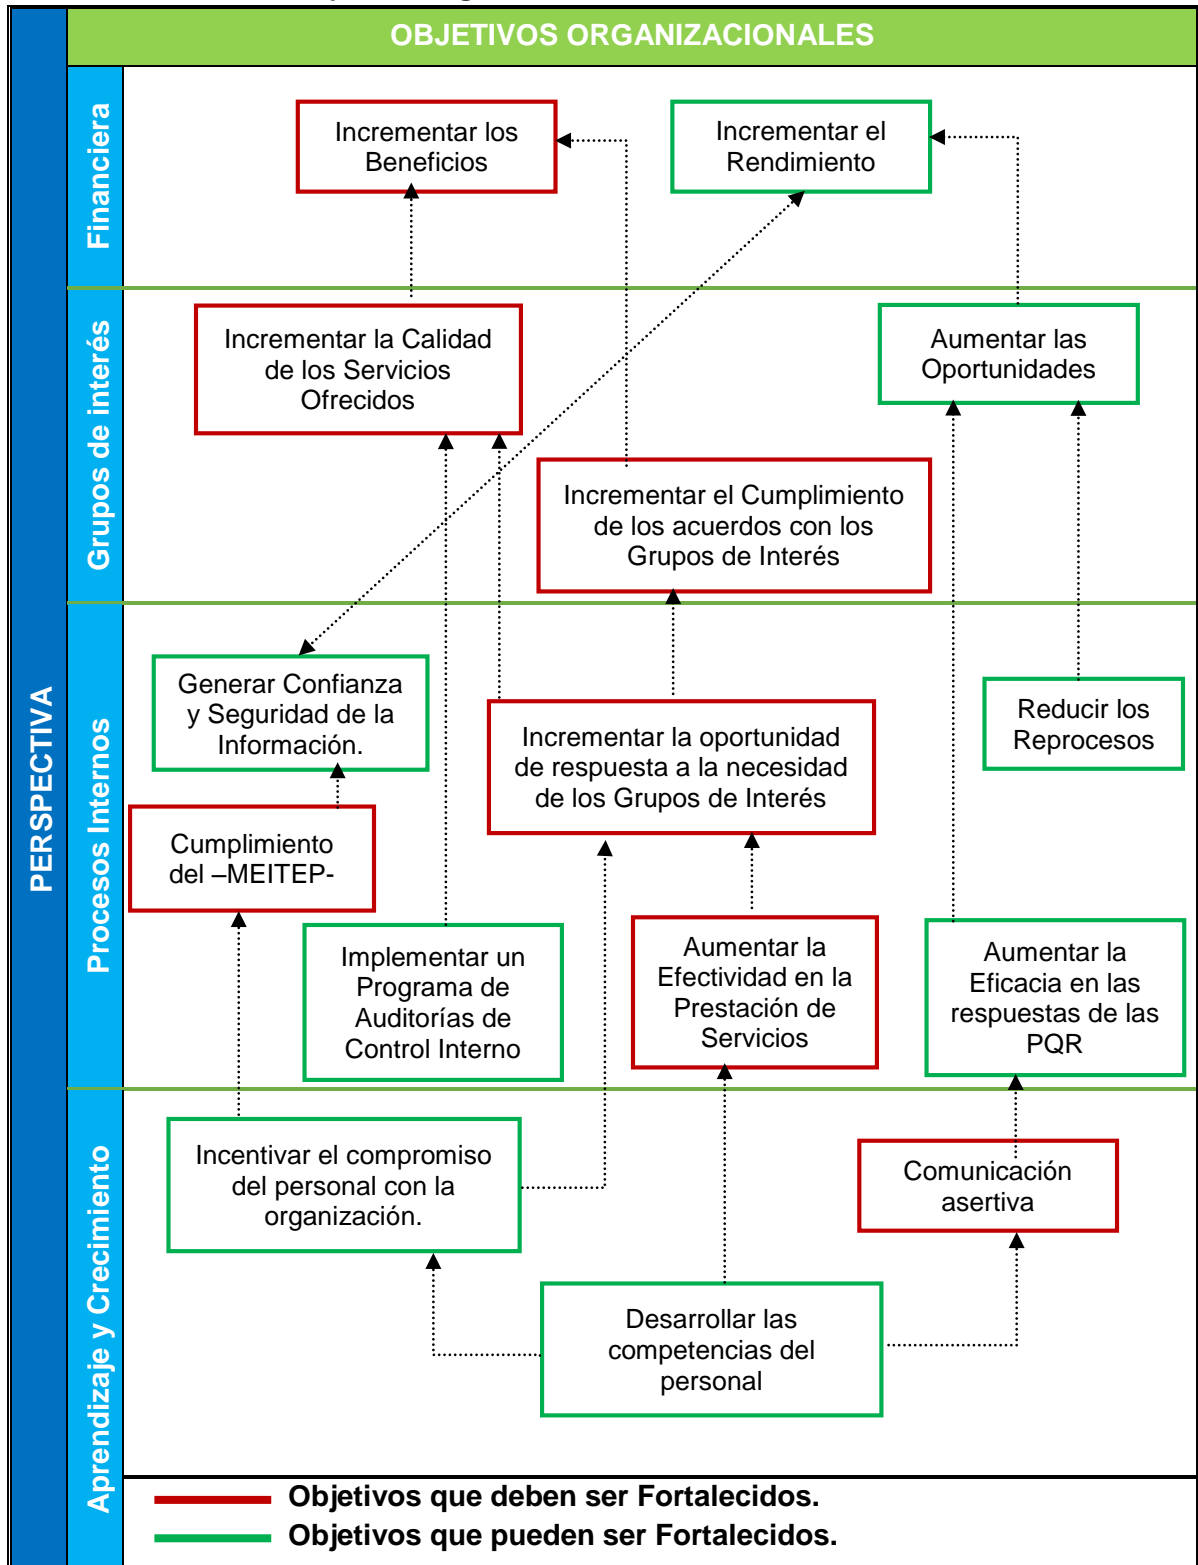 OBJETIVOS ORGANIZACIONALES
PERSPECTIVA
Financiera
Incrementar los
Beneficios
Incrementar el
Rendimiento
Grupos de interés
Incrementar la Calidad
de los Servicios
Ofrecidos
Aumentar las
Oportunidades
Incrementar el Cumplimiento
de los acuerdos con los
Grupos de Interés
Procesos Internos
Generar Confianza
y Seguridad de la
Información.
Incrementar la oportunidad
de respuesta a la necesidad
de los Grupos de Interés
Reducir los
Reprocesos
Cumplimiento
del –MEITEP-
Implementar un
Programa de
Auditorías de
Control Interno
Aumentar la
Efectividad en la
Prestación de
Servicios
Aumentar la
Eficacia en las
respuestas de las
PQR
Aprendizaje y Crecimiento
Incentivar el compromiso
del personal con la
organización.
Comunicación
asertiva
Desarrollar las
competencias del
personal
Objetivos que deben ser Fortalecidos.
Objetivos que pueden ser Fortalecidos.